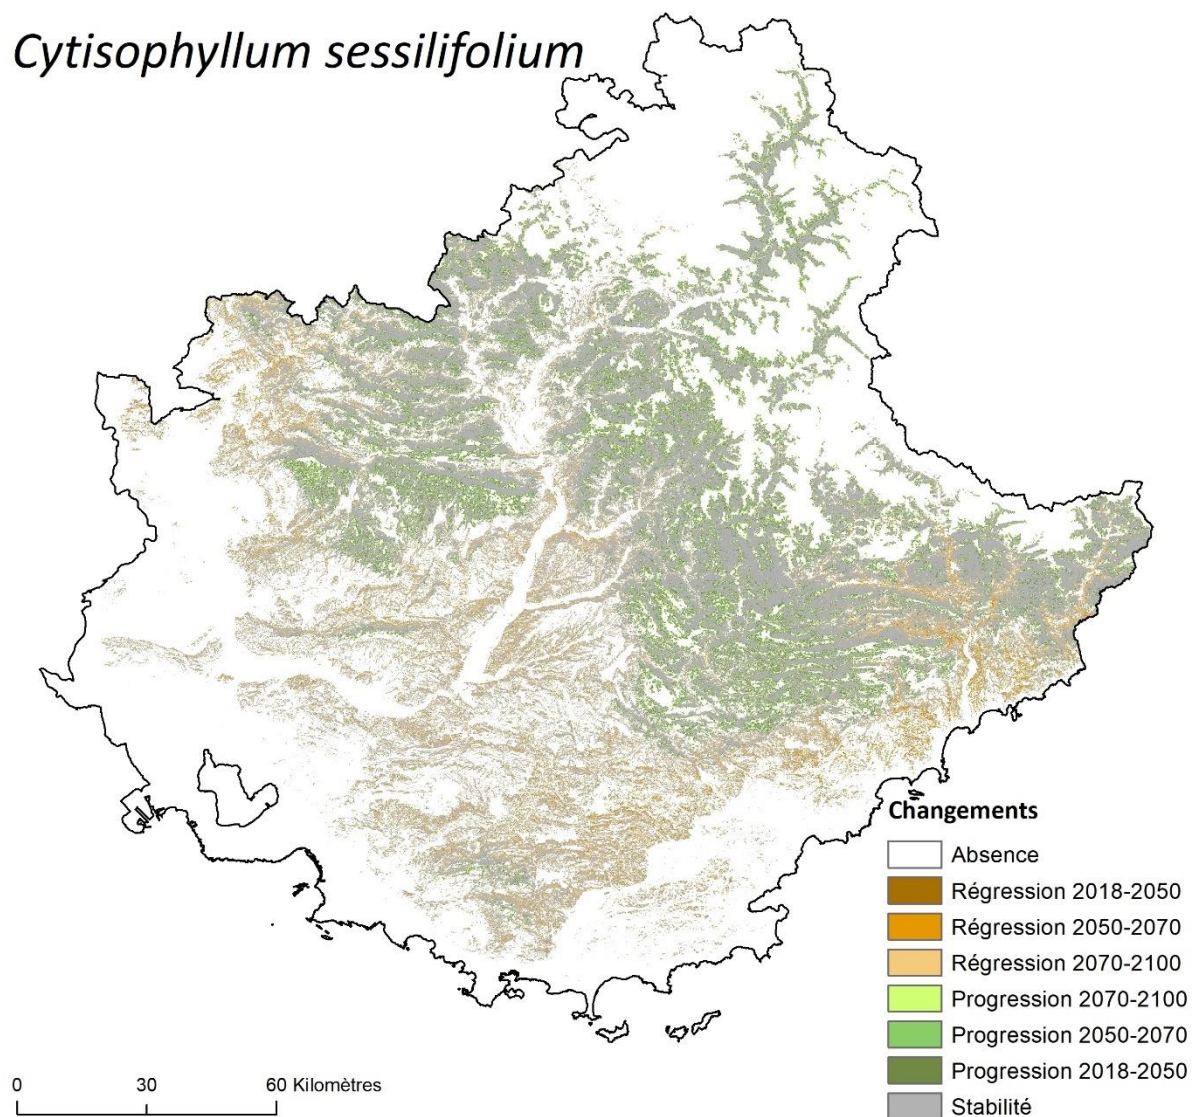 Cytisophyllum sessilifolium
Changements
Absence
Régression 2018-2050
Régression 2050-2070
Régression 2070-2100
Progression 2070-2100
Progression 2050-2070
Progression 2018-2050
Stabilité
0 30 60 Kilomètres